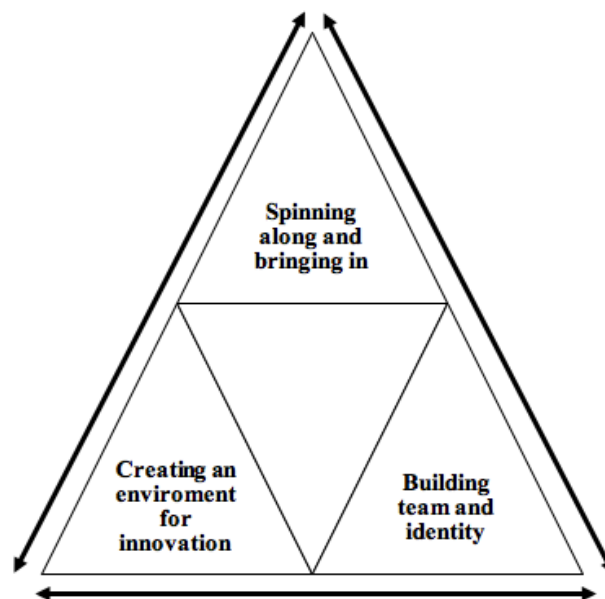 Spinning
along and
bringing in
Creating an
enviroment
for
innovation
Building
team and
identity